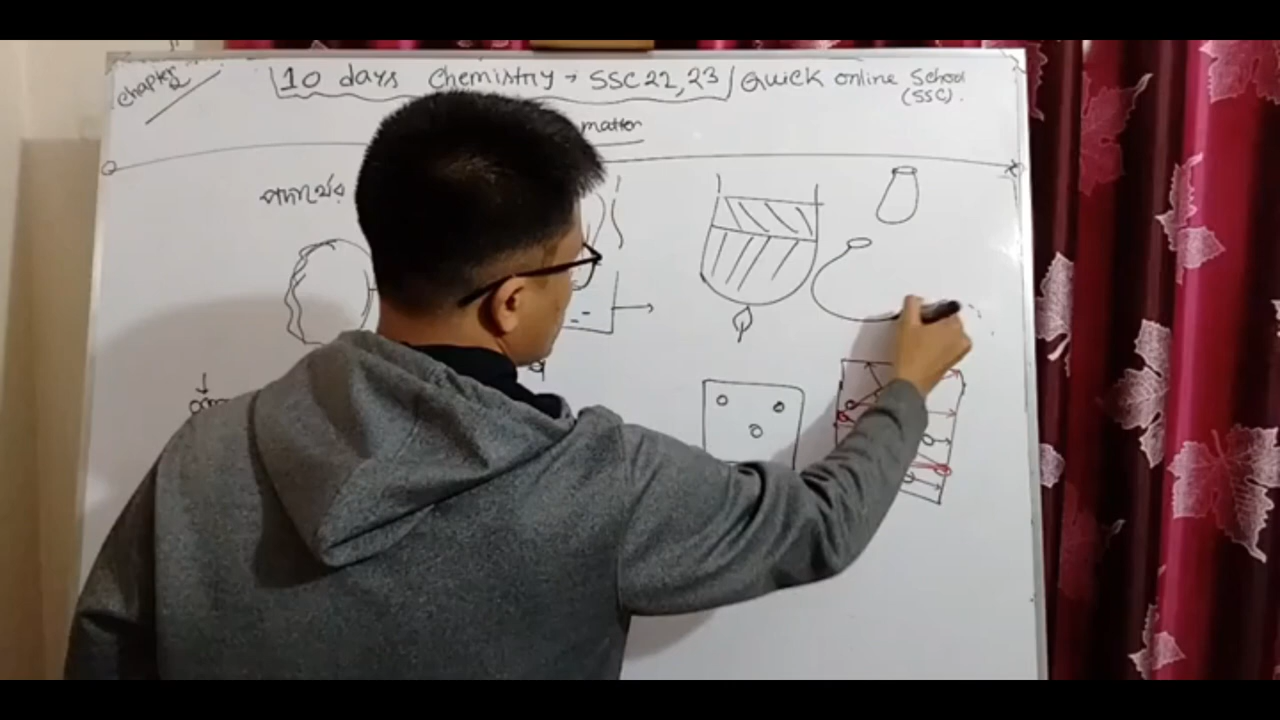 Chapter 2
10 days Chemistry → SSC 22, 23 / Quick online School (SSC).
matter
পদার্থের